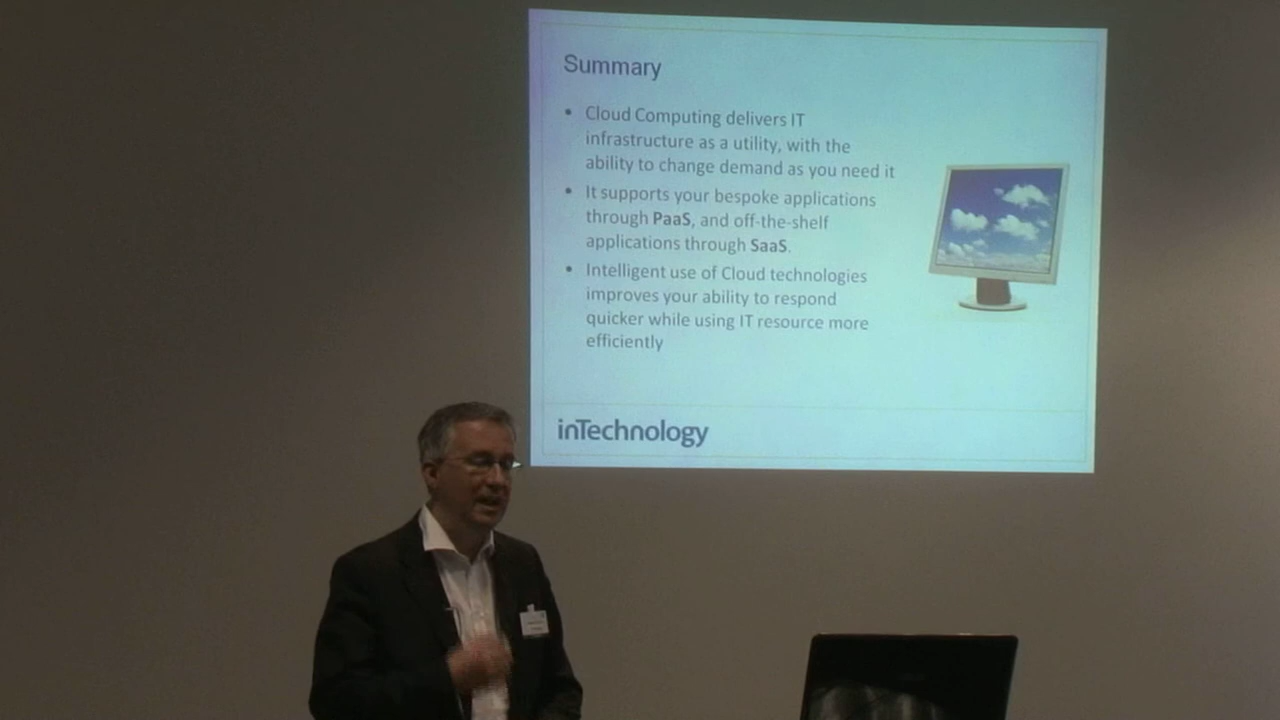 Summary
• Cloud Computing delivers IT
infrastructure as a utility, with the
ability to change demand as you need it
• It supports your bespoke applications
through PaaS, and off-the-shelf
applications through SaaS.
• Intelligent use of Cloud technologies
improves your ability to respond
quicker while using IT resource more
efficiently
inTechnology